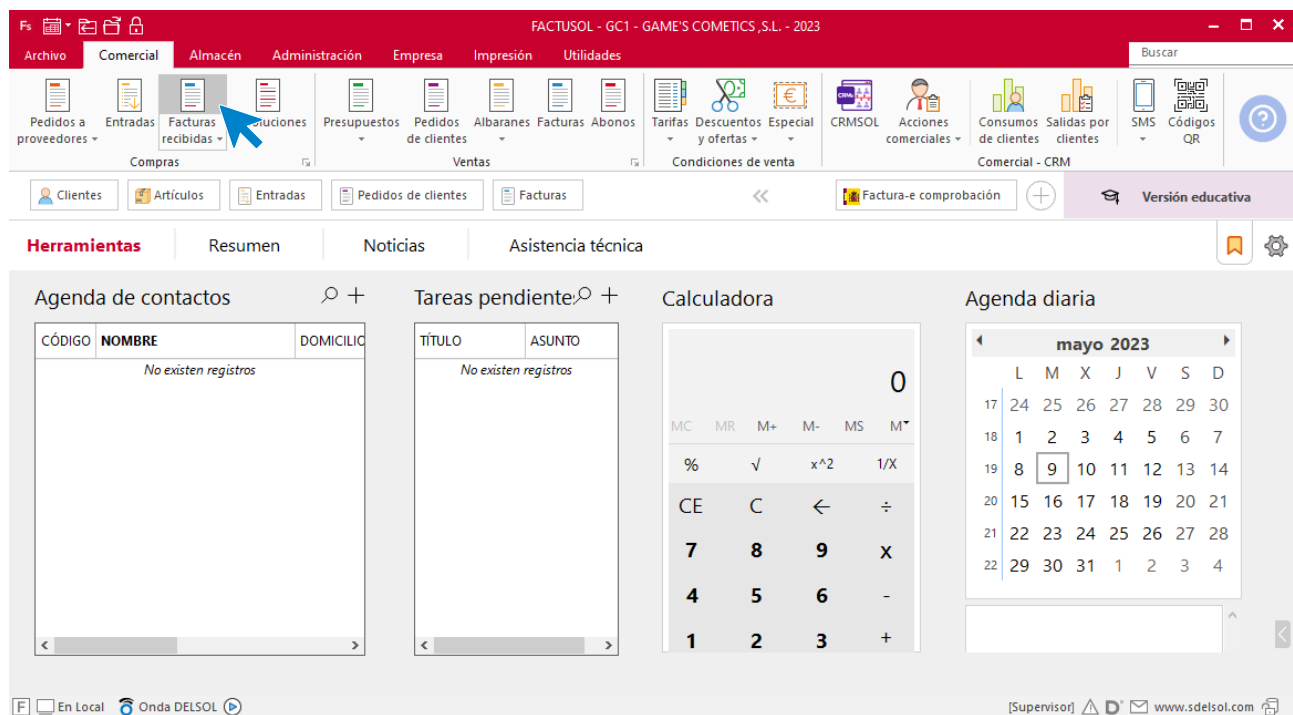 Fs FACTUSOL - GC1 - GAME'S COMETICS ,S.L. - 2023
Archivo Comercial Almacén Administración Empresa Impresión Utilidades Buscar
Pedidos a proveedores Entradas Facturas recibidas Presupuestos Pedidos de clientes Albaranes Facturas Abonos Tarifas Descuentos y ofertas Especial CRMSOL Acciones comerciales Consumos de clientes Salidas por clientes SMS Códigos QR
Compras Ventas Condiciones de venta Comercial - CRM
Clientes Artículos Entradas Pedidos de clientes Facturas Factura-e comprobación Versión educativa
Herramientas Resumen Noticias Asistencia técnica
Agenda de contactos Tareas pendiente Calculadora Agenda diaria
CÓDIGO NOMBRE DOMICILIO TÍTULO ASUNTO
No existen registros No existen registros
mayo 2023
L M X J V S D
17 24 25 26 27 28 29 30
18 1 2 3 4 5 6 7
19 8 9 10 11 12 13 14
20 15 16 17 18 19 20 21
21 22 23 24 25 26 27 28
22 29 30 31 1 2 3 4
0
MC MR M+ M- MS M
% √ x^2 1/X
CE C ← ÷
7 8 9 x
4 5 6 -
1 2 3 +
F En Local Onda DELSOL [Supervisor] D www.sdelsol.com